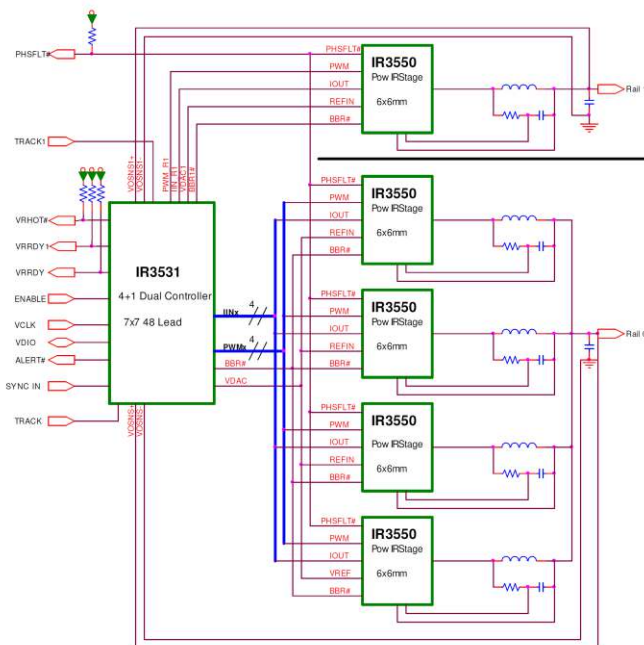 PHSFLT#
TRACK1
VOSNS1+
VOSNS1-
PWM_R1
IIN_R1
VDAC1
BBR1#
PHSFLT#
PWM
IOUT
REFIN
BBR#
IR3550
Pow IRStage
6x6mm
Rail
VRHOT#
VRRDY1
VRRDY
ENABLE
VCLK
VDIO
ALERT#
SYNC IN
TRACK
IR3531
4+1 Dual Controller
7x7 48 Lead
IINx
4
PWMx
4
BBR#
VDAC
VOSNS+
VOSNS-
PHSFLT#
PWM
IOUT
REFIN
BBR#
IR3550
Pow IRStage
6x6mm
PHSFLT#
PWM
IOUT
REFIN
BBR#
IR3550
Pow IRStage
6x6mm
Rail
PHSFLT#
PWM
IOUT
REFIN
BBR#
IR3550
Pow IRStage
6x6mm
PHSFLT#
PWM
IOUT
VREF
BBR#
IR3550
Pow IRStage
6x6mm